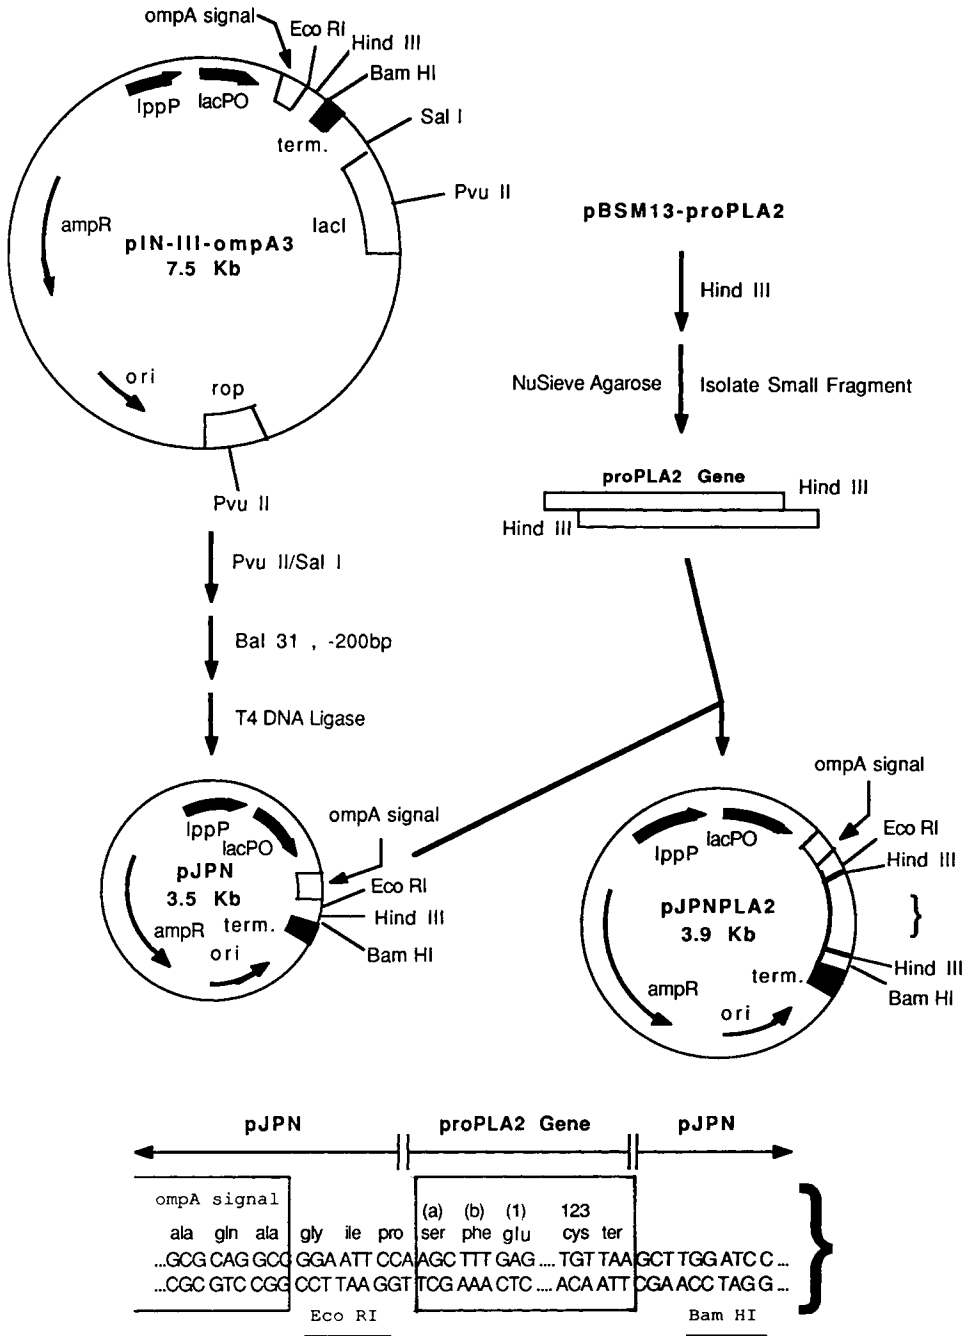 ompA signal
Eco RI
Hind III
Bam HI
lppP
lacPO
term.
Sal I
Pvu II
lacI
ampR
pIN-III-ompA3
7.5 Kb
ori
rop
Pvu II
Pvu II/Sal I
Bal 31 , -200bp
T4 DNA Ligase
pBSM13-proPLA2
Hind III
NuSieve Agarose
Isolate Small Fragment
proPLA2 Gene
Hind III
Hind III
lppP
lacPO
ompA signal
pJPN
3.5 Kb
Eco RI
Hind III
Bam HI
term.
ampR
ori
ompA signal
Eco RI
Hind III
lppP
lacPO
pJPNPLA2
3.9 Kb
}
Hind III
Bam HI
term.
ampR
ori
pJPN proPLA2 Gene pJPN
ompA signal
(a) (b) (1) 123
ala gln ala gly ile pro ser phe glu cys ter
...GCG CAG GCC GGA ATT CCA AGC TTT GAG .... TGT TAA GCT TGG ATC C ...
...CGC GTC CGG CCT TAA GGT TCG AAA CTC ..... ACA ATT CGA ACC TAG G ...
Eco RI Bam HI